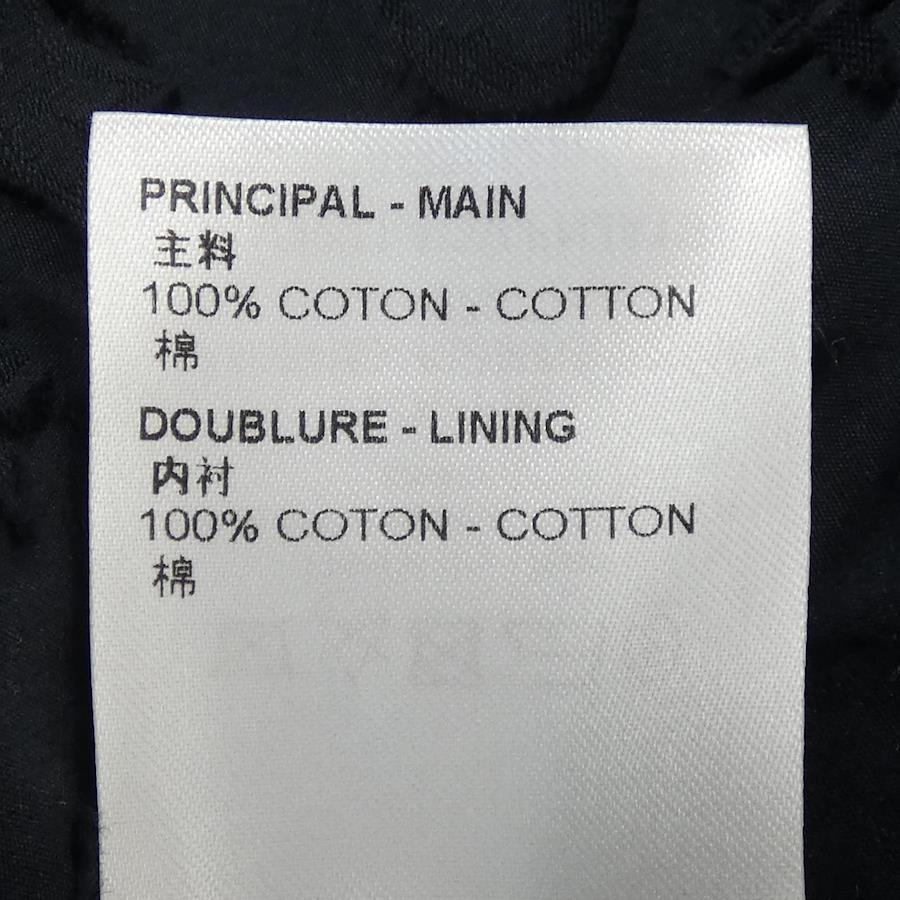 PRINCIPAL - MAIN
主料
100% COTON - COTTON
棉
DOUBLURE - LINING
内衬
100% COTON - COTTON
棉